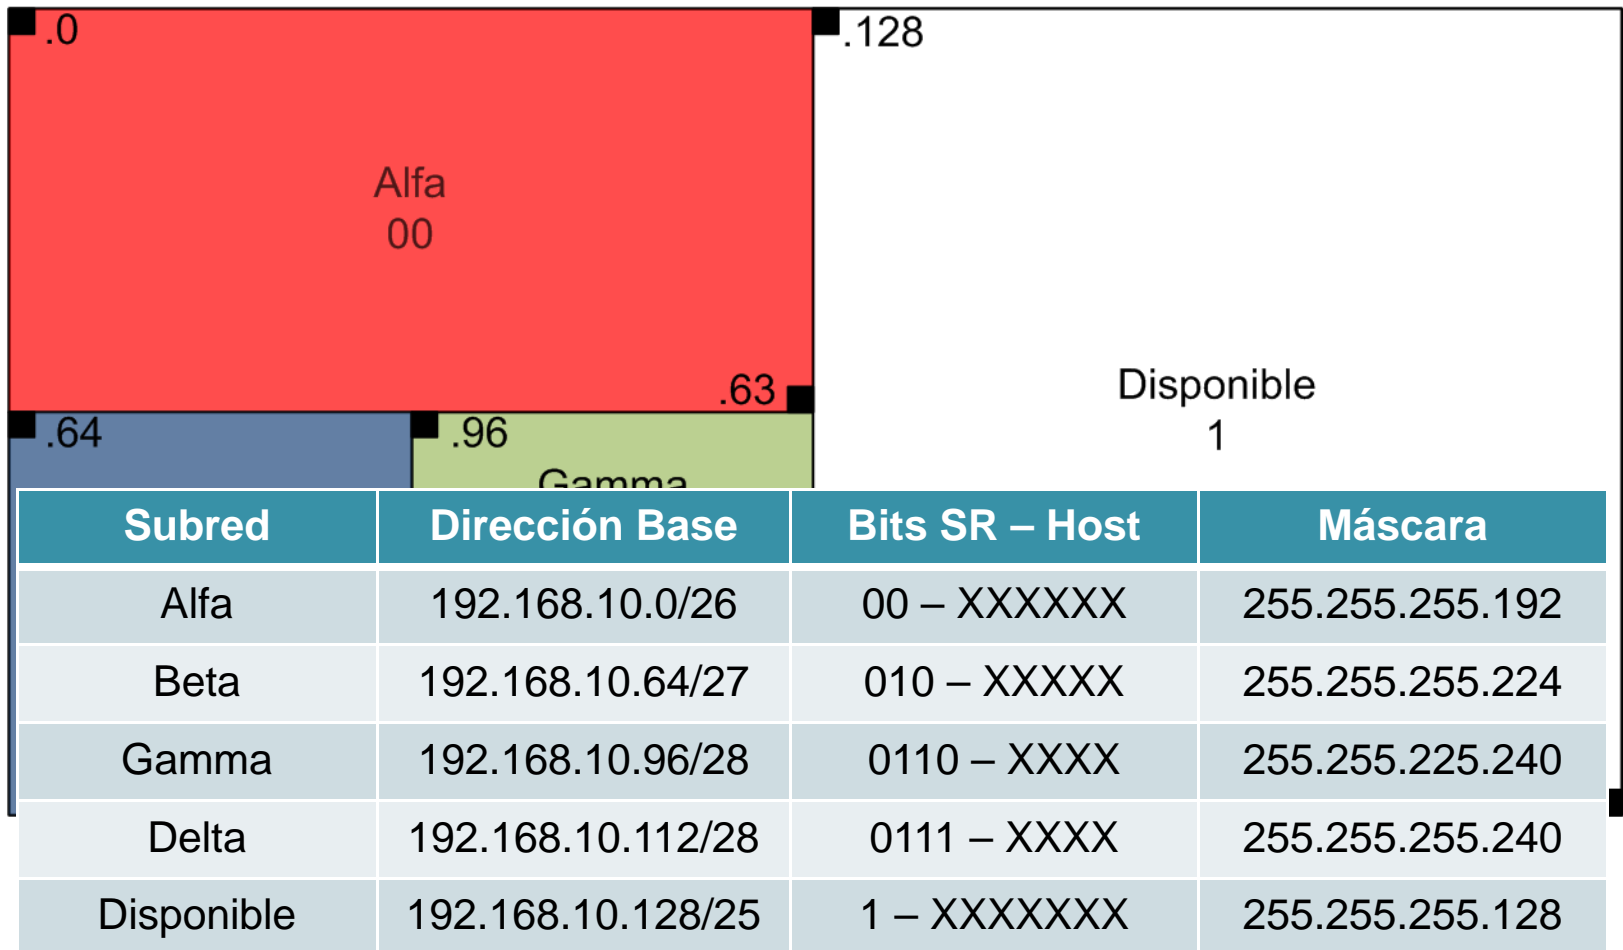 .0
.128
Alfa
00
.63
Disponible
1
.64
.96
Gamma
Subred Dirección Base Bits SR – Host Máscara
Alfa 192.168.10.0/26 00 – XXXXXX 255.255.255.192
Beta 192.168.10.64/27 010 – XXXXX 255.255.255.224
Gamma 192.168.10.96/28 0110 – XXXX 255.255.225.240
Delta 192.168.10.112/28 0111 – XXXX 255.255.255.240
Disponible 192.168.10.128/25 1 – XXXXXXX 255.255.255.128